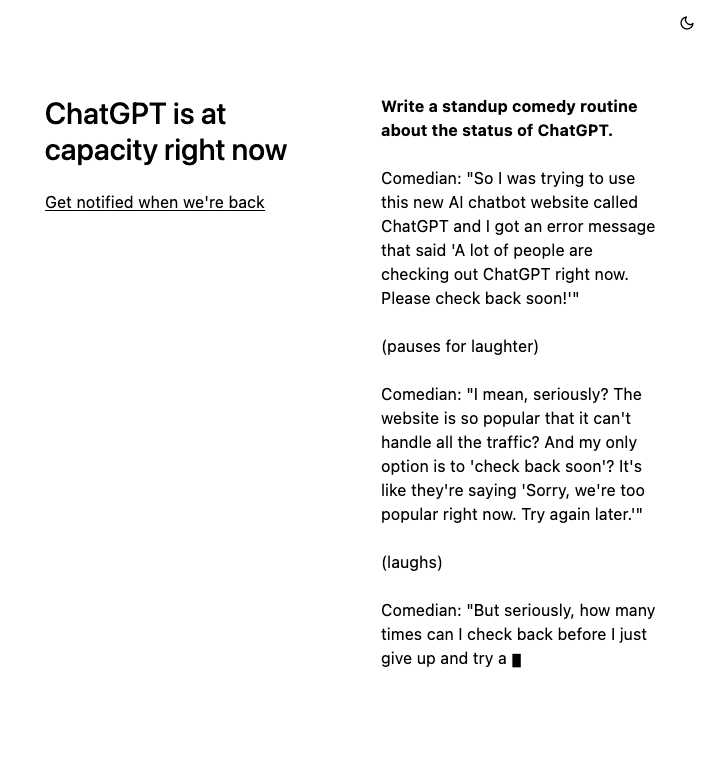 ChatGPT is at
capacity right now
Get notified when we're back
Write a standup comedy routine
about the status of ChatGPT.
Comedian: "So I was trying to use
this new AI chatbot website called
ChatGPT and I got an error message
that said 'A lot of people are
checking out ChatGPT right now.
Please check back soon!'"
(pauses for laughter)
Comedian: "I mean, seriously? The
website is so popular that it can't
handle all the traffic? And my only
option is to 'check back soon'? It's
like they're saying 'Sorry, we're too
popular right now. Try again later.'"
(laughs)
Comedian: "But seriously, how many
times can I check back before I just
give up and try a